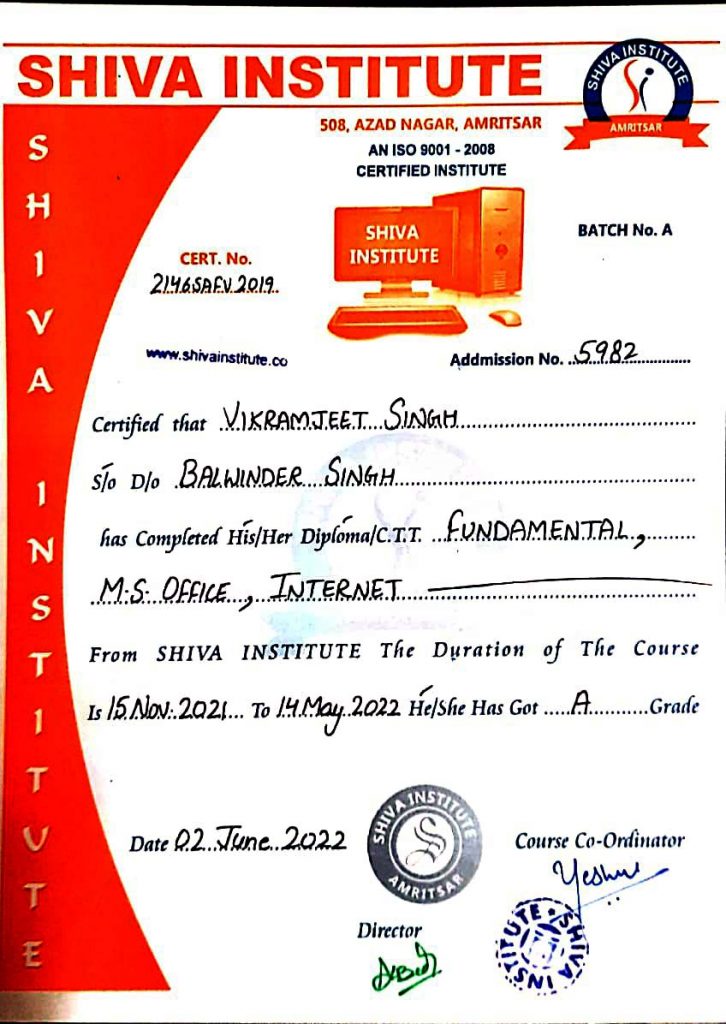 SHIVA INSTITUTE
SHIVA INSTITUTE
AMRITSAR
508, AZAD NAGAR, AMRITSAR
AN ISO 9001 - 2008
CERTIFIED INSTITUTE
SHIVA INSTITUTE
SHIVA
INSTITUTE
BATCH No. A
CERT. No.
2146SAFV2019
www.shivainstitute.co
Addmission No. 5982
Certified that VIKRAMJEET SINGH
S/o D/o BALWINDER SINGH
has Completed His/Her Diploma/C.T.T. FUNDAMENTAL,
M.S. OFFICE, INTERNET
From SHIVA INSTITUTE The Duration of The Course
Is 15 Nov. 2021 To 14 May 2022 He/She Has Got A Grade
Date 02 June 2022
SHIVA INSTITUTE
AMRITSAR
Course Co-Ordinator
Director
SHIVA INSTITUTE